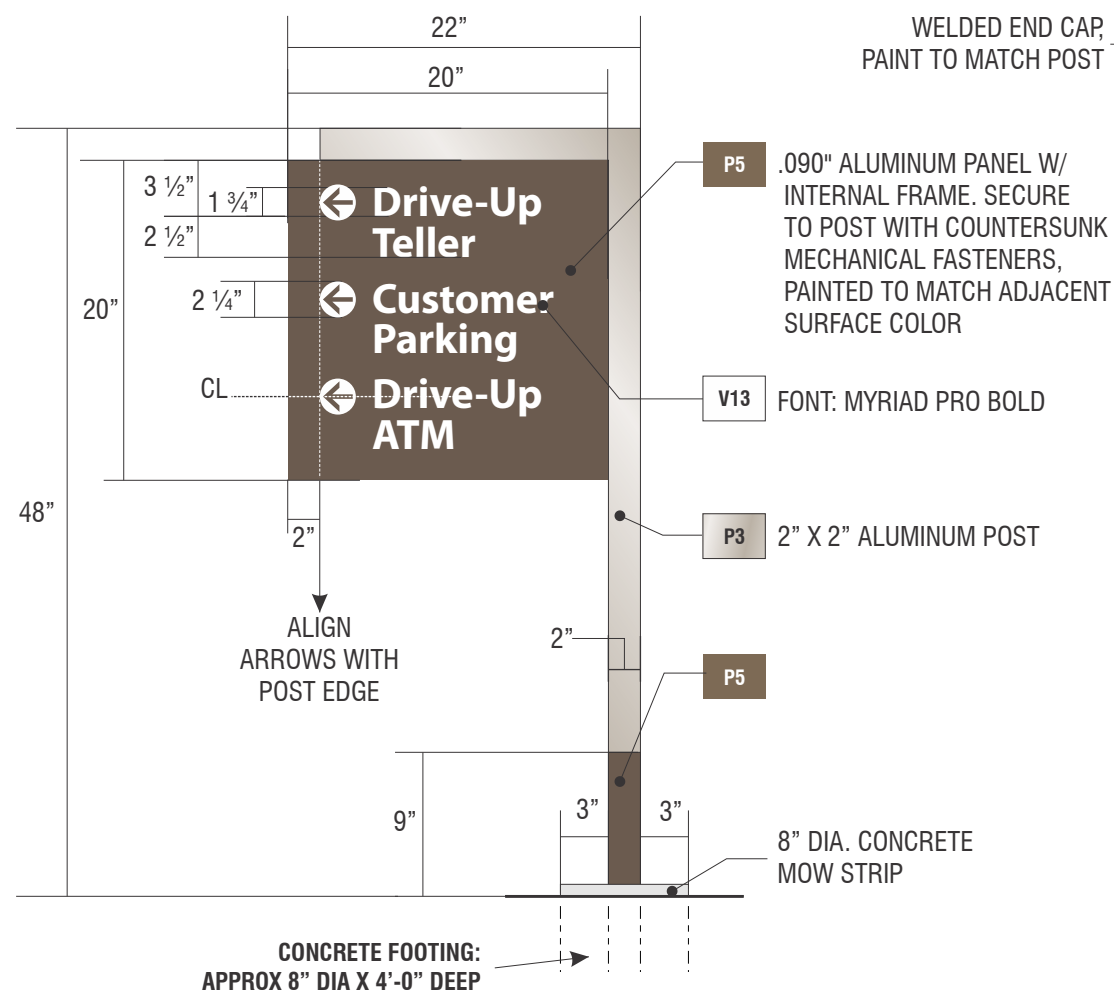 22”
WELDED END CAP,
PAINT TO MATCH POST
20”
3 ½”
1 ¾”
2 ½”
20”
2 ¼”
CL
48”
2”
ALIGN
ARROWS WITH
POST EDGE
Drive-Up
Teller
Customer
Parking
Drive-Up
ATM
P5
.090" ALUMINUM PANEL W/
INTERNAL FRAME. SECURE
TO POST WITH COUNTERSUNK
MECHANICAL FASTENERS,
PAINTED TO MATCH ADJACENT
SURFACE COLOR
V13
FONT: MYRIAD PRO BOLD
P3
2” X 2” ALUMINUM POST
2”
P5
9”
3”
3”
8” DIA. CONCRETE
MOW STRIP
CONCRETE FOOTING:
APPROX 8” DIA X 4’-0” DEEP